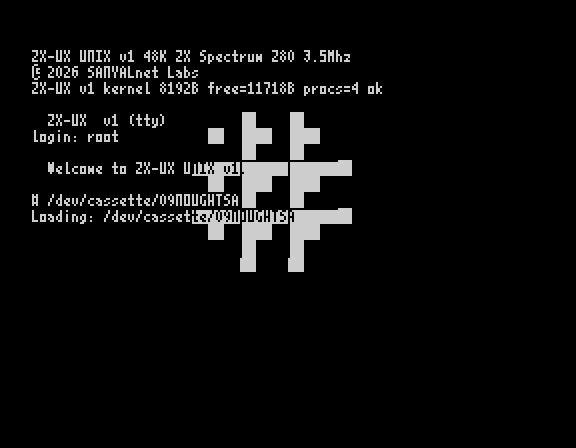 ZX-UX UNIX v1 48K ZX Spectrum Z80 3.5Mhz
© 2026 SANYALnet Labs
ZX-UX v1 kernel 8192B free=11718B procs=4 ok
ZX-UX v1 (tty)
login: root
Welcome to ZX-UX UNIX v1.
# /dev/cassette/09NOUGHTSA
Loading: /dev/cassette/09NOUGHTSA